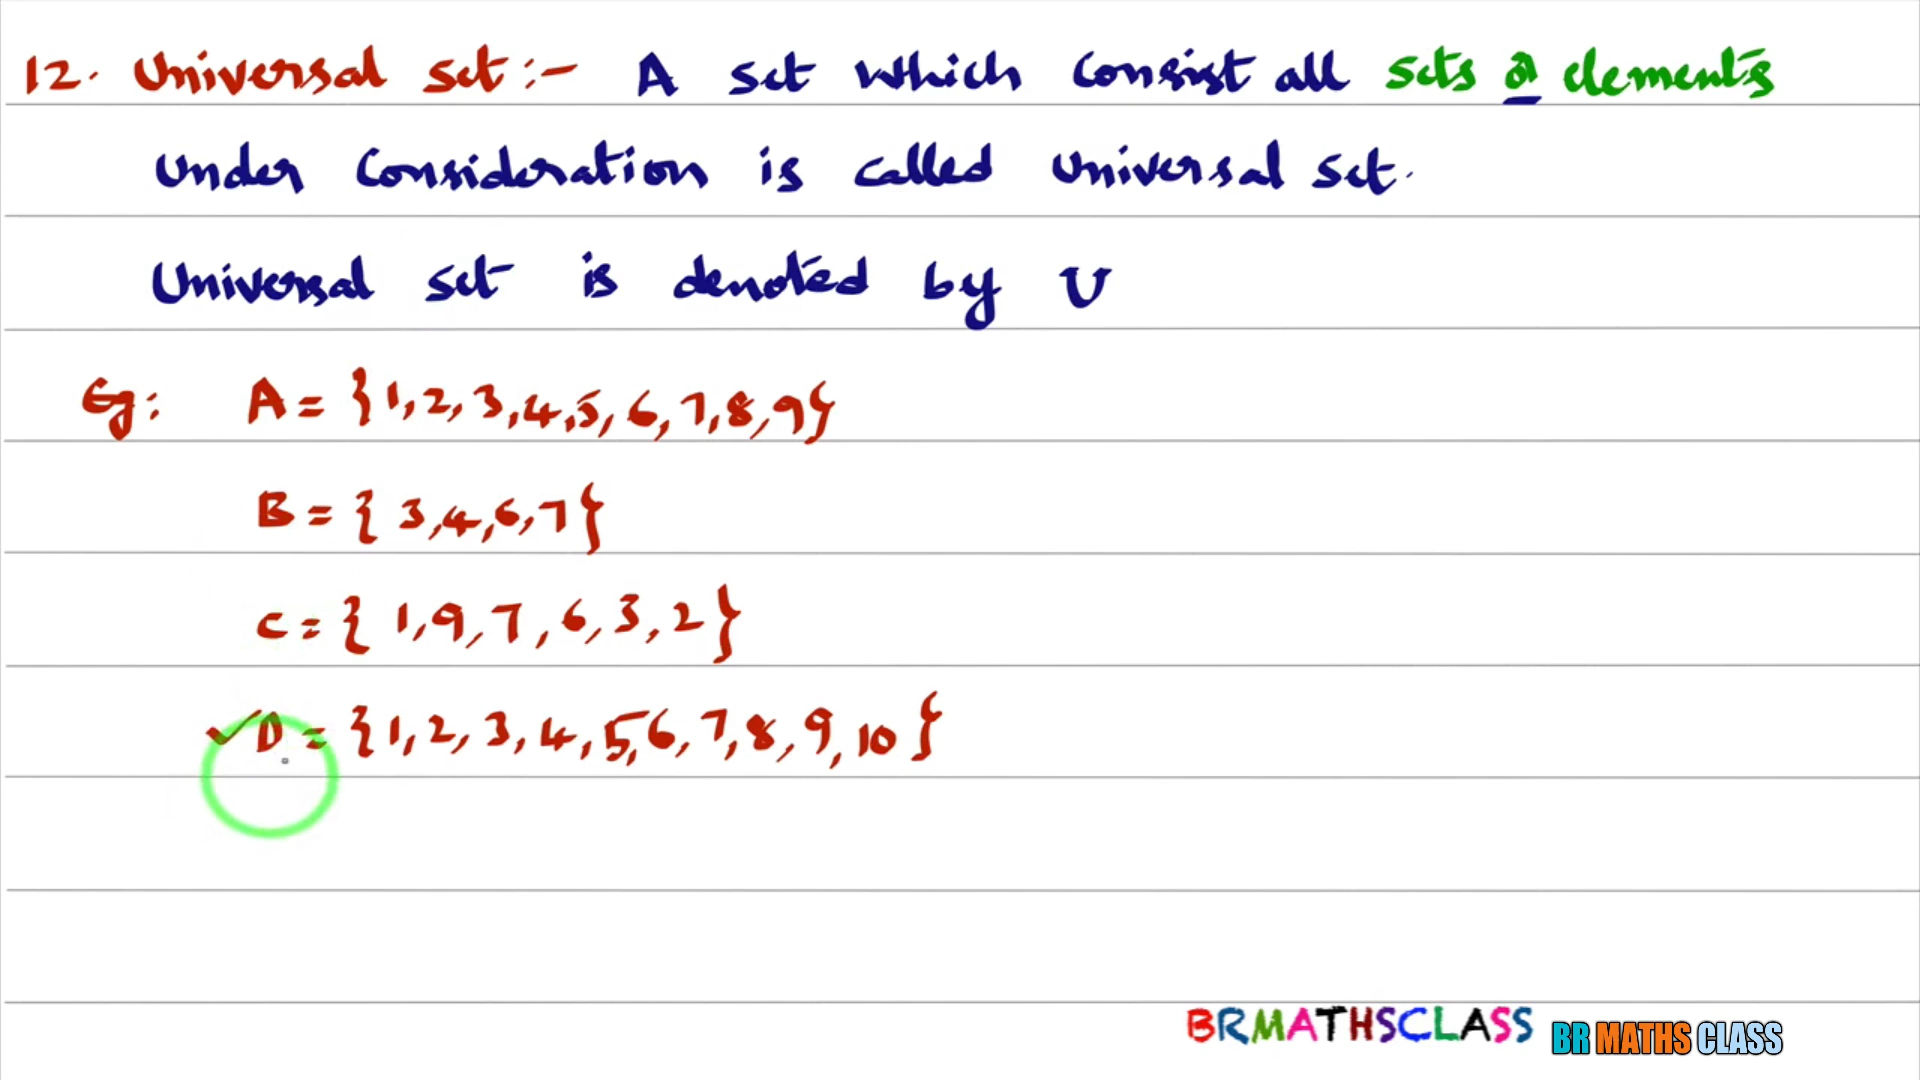 12. Universal set:- A set which consist all sets or elements
under consideration is called universal set.
Universal set is denoted by U
Eg: A = {1,2,3,4,5,6,7,8,9}
B = { 3,4,6,7}
C = { 1,9,7,6,3,2}
✓D = {1,2,3,4,5,6,7,8,9,10}
BRMATHSCLASS BR MATHS CLASS